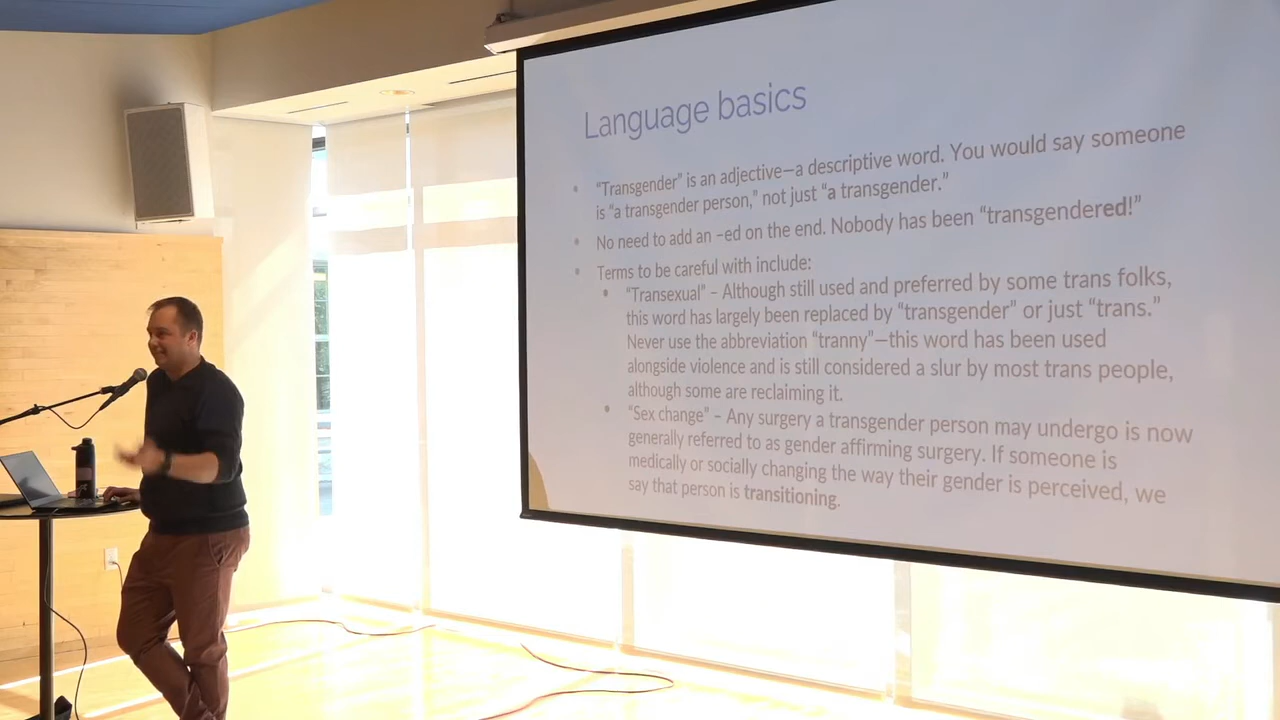 Language basics
“Transgender” is an adjective—a descriptive word. You would say someone
is “a transgender person,” not just “a transgender.”
No need to add an –ed on the end. Nobody has been “transgendered!”
Terms to be careful with include:
“Transexual” – Although still used and preferred by some trans folks,
this word has largely been replaced by “transgender” or just “trans.”
Never use the abbreviation “tranny”—this word has been used
alongside violence and is still considered a slur by most trans people,
although some are reclaiming it.
“Sex change” – Any surgery a transgender person may undergo is now
generally referred to as gender affirming surgery. If someone is
medically or socially changing the way their gender is perceived, we
say that person is transitioning.